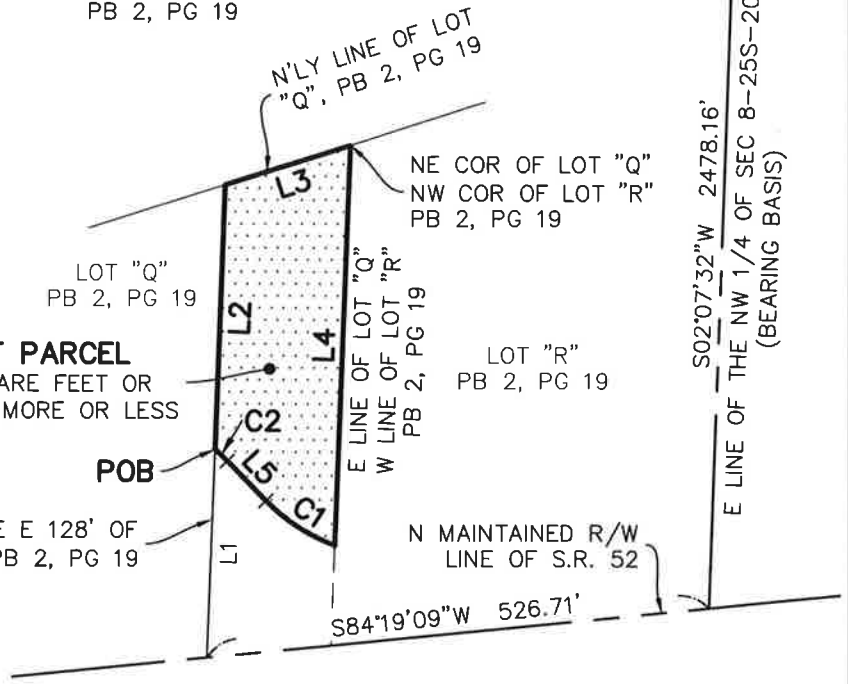 PB 2, PG 19
N'LY LINE OF LOT
"Q", PB 2, PG 19
NE COR OF LOT "Q"
NW COR OF LOT "R"
PB 2, PG 19
L3
LOT "Q"
PB 2, PG 19
L2
L4
E LINE OF LOT "Q"
W LINE OF LOT "R"
PB 2, PG 19
LOT "R"
PB 2, PG 19
S02°07'32"W 2478.16'
E LINE OF THE NW 1/4 OF SEC 8-25S-20
(BEARING BASIS)
PARCEL
ARE FEET OR
MORE OR LESS
C2
POB
L5
C1
E E 128' OF
PB 2, PG 19
L1
N MAINTAINED R/W
LINE OF S.R. 52
S84°19'09"W 526.71'